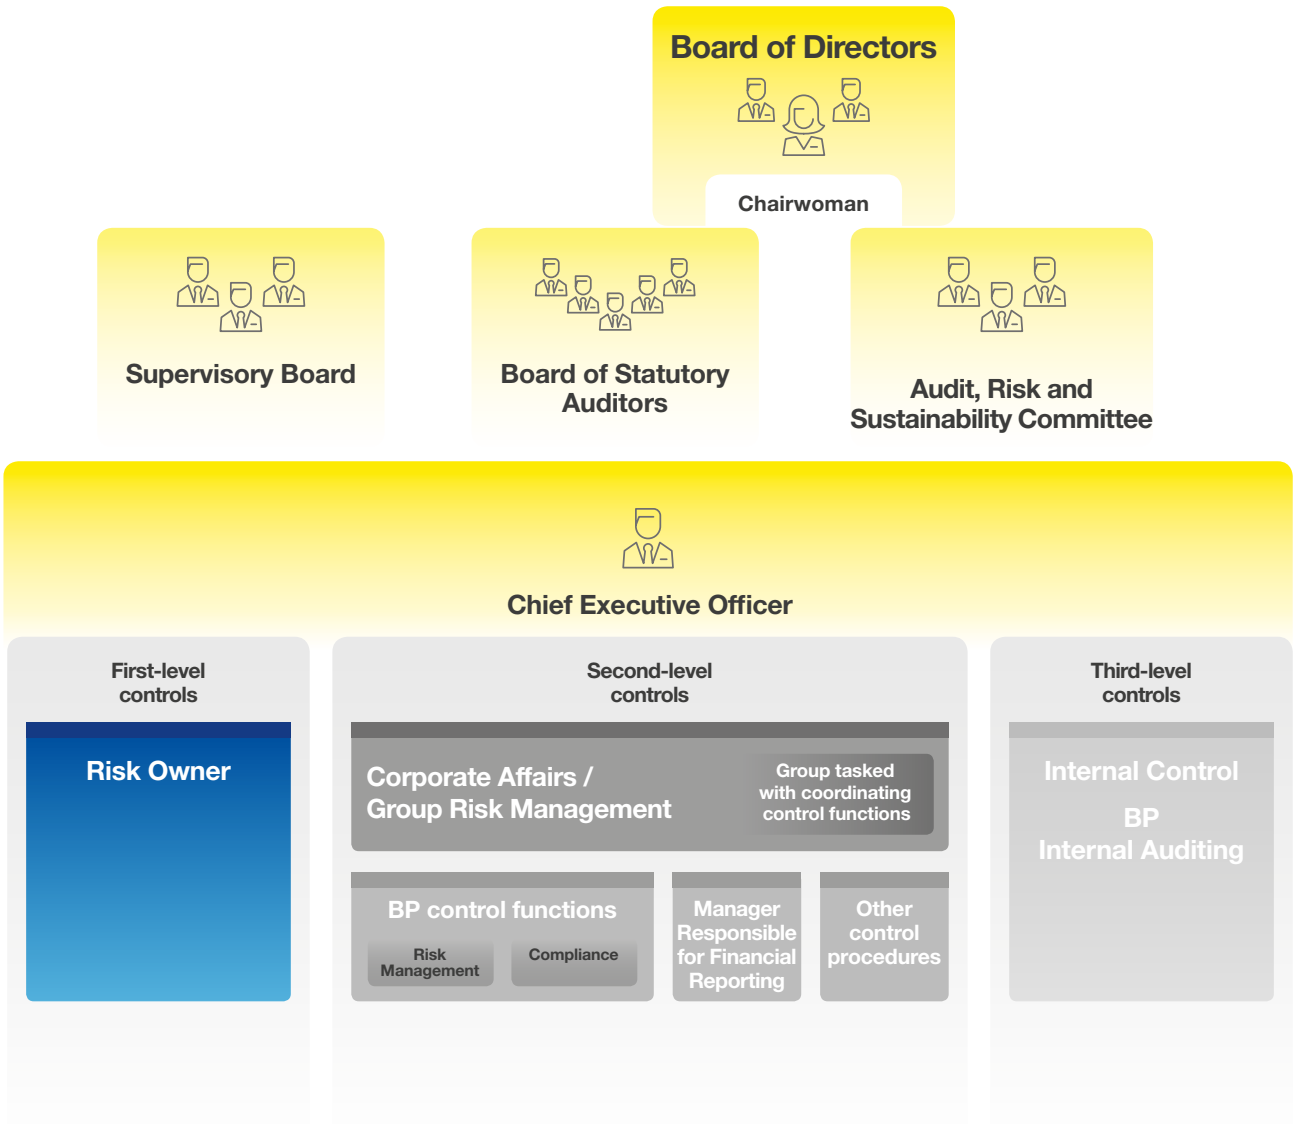 Board of Directors
Chairwoman
Supervisory Board
Board of Statutory
Auditors
Audit, Risk and
Sustainability Committee
Chief Executive Officer
First-level
controls
Risk Owner
Second-level
controls
Corporate Affairs /
Group Risk Management
Group tasked
with coordinating
control functions
BP control functions
Risk
Management
Compliance
Manager
Responsible
for Financial
Reporting
Other
control
procedures
Third-level
controls
Internal Control
BP
Internal Auditing